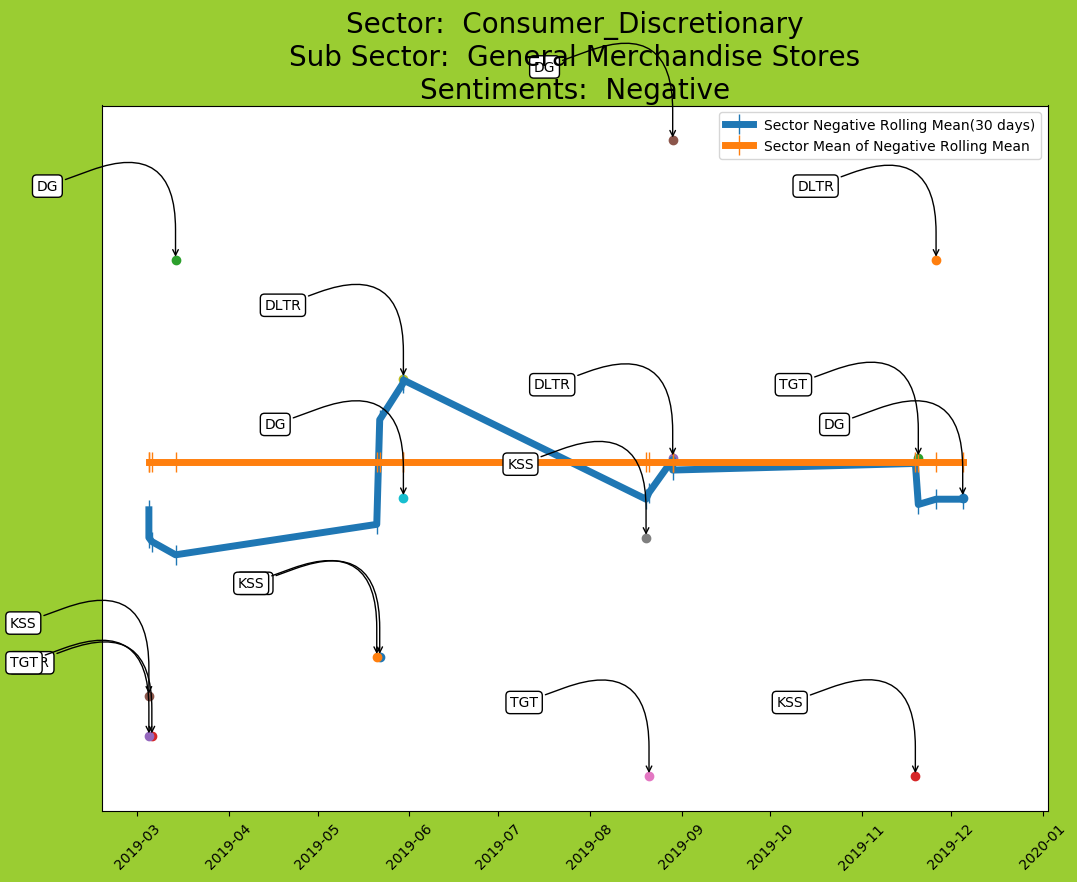 Sector:  Consumer_Discretionary
Sub Sector:  General Merchandise Stores
Sentiments:  Negative
DG
Sector Negative Rolling Mean(30 days)
Sector Mean of Negative Rolling Mean
DG
DLTR
DLTR
DLTR
TGT
DG
DG
KSS
KSS
KSS
TGT
R
TGT
KSS
2019-03
2019-04
2019-05
2019-06
2019-07
2019-08
2019-09
2019-10
2019-11
2019-12
2020-01